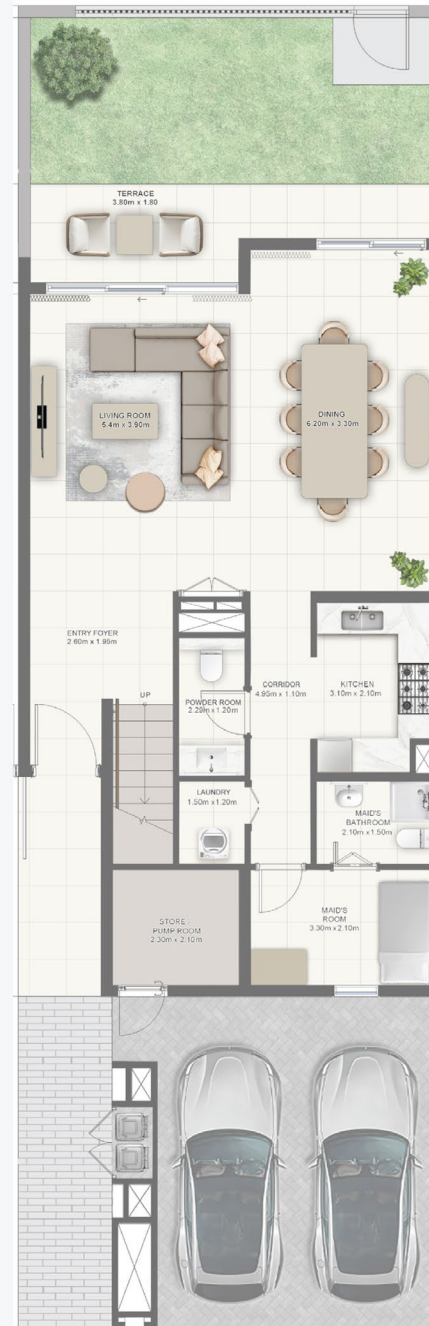 TERRACE
3.80m x 1.80
LIVING ROOM
5.4m x 3.90m
DINING
6.20m x 3.30m
ENTRY FOYER
2.60m x 1.95m
UP
POWDER ROOM
2.29m x 1.20m
CORRIDOR
4.95m x 1.10m
KITCHEN
3.10m x 2.10m
LAUNDRY
1.50m x 1.20m
MAID'S
BATHROOM
2.10m x 1.50m
STORE :
PUMP ROOM
2.30m x 2.10m
MAID'S
ROOM
3.30m x 2.10m